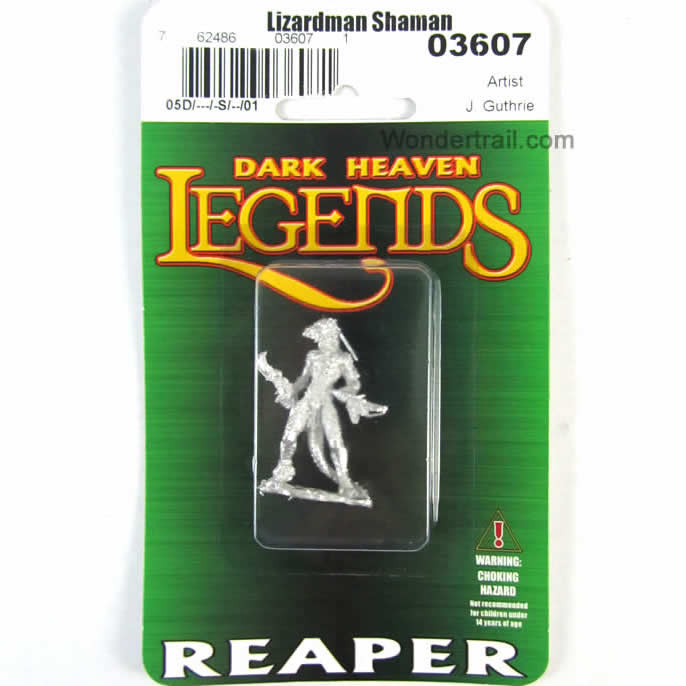 Lizardman Shaman
7 62486 03607 1
03607
Artist
05D/---/-S/--/01
J Guthrie
Wondertrail.com
DARK HEAVEN
LEGENDS
WARNING:
CHOKING
HAZARD
Not recommended
for children under
14 years of age
REAPER